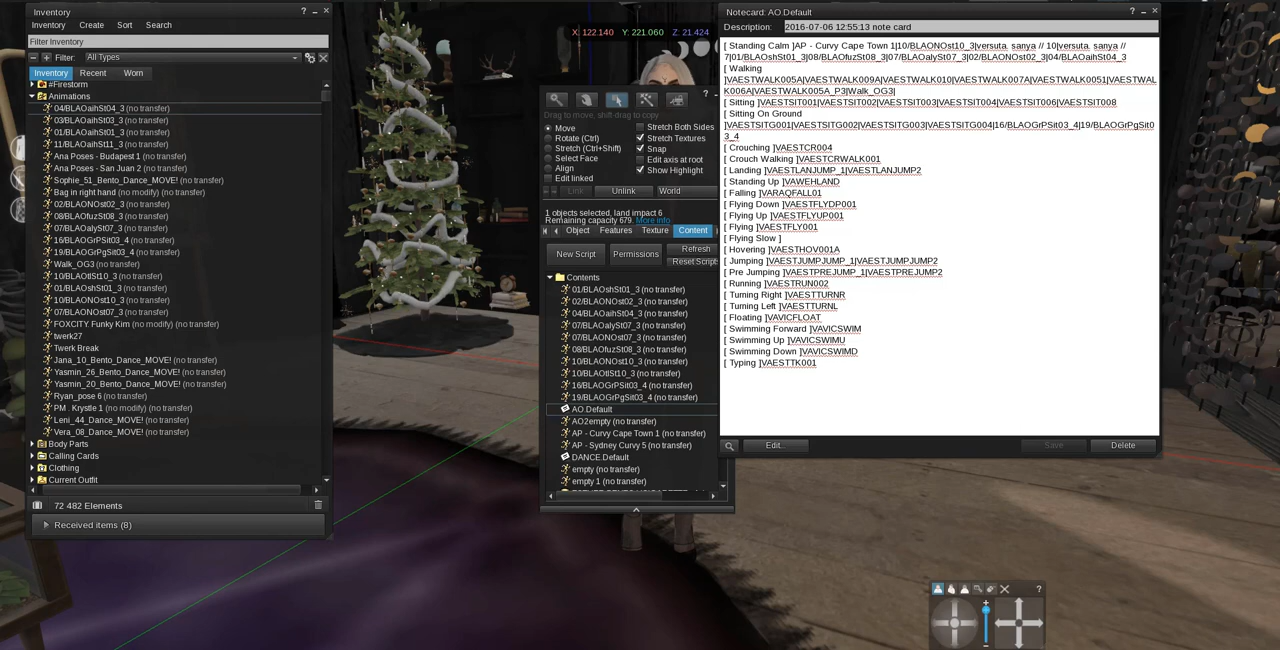 Inventory
Inventory Create Sort Search
Filter Inventory
Filter: All Types
Inventory Recent Worn
#Firestorm
Animations
04/BLAOaihSt04_3 (no transfer)
03/BLAOaihSt03_3 (no transfer)
01/BLAOaihSt01_3 (no transfer)
11/BLAOaihSt11_3 (no transfer)
Ana Poses - Budapest 1 (no transfer)
Ana Poses - San Juan 2 (no transfer)
Sophie_51_Bento_Dance_MOVE! (no transfer)
Bag in right hand (no modify) (no transfer)
02/BLAONOst02_3 (no transfer)
08/BLAOfuzSt08_3 (no transfer)
07/BLAOalySt07_3 (no transfer)
16/BLAOGrPSit03_4 (no transfer)
19/BLAOGrPgSit03_4 (no transfer)
Walk_OG3 (no transfer)
10/BLAOtlSt10_3 (no transfer)
01/BLAOshSt01_3 (no transfer)
10/BLAONOst10_3 (no transfer)
07/BLAONOst07_3 (no transfer)
FOXCITY. Funky Kim (no modify) (no transfer)
twerk27
Twerk Break
Jana_10_Bento_Dance_MOVE! (no transfer)
Yasmin_26_Bento_Dance_MOVE! (no transfer)
Yasmin_20_Bento_Dance_MOVE! (no transfer)
Ryan_pose 6 (no transfer)
PM . Krystle 1 (no modify) (no transfer)
Leni_44_Dance_MOVE! (no transfer)
Vera_08_Dance_MOVE! (no transfer)
Body Parts
Calling Cards
Clothing
Current Outfit
72 482 Elements
Received items (8)
X: 122.140 Y: 221.060 Z: 21.424
Drag to move, shift-drag to copy
Move
Rotate (Ctrl)
Stretch (Ctrl+Shift)
Select Face
Align
Edit linked
Stretch Both Sides
Stretch Textures
Snap
Edit axis at root
Show Highlight
Link Unlink World
1 objects selected, land impact 6
Remaining capacity 679. More info
Object Features Texture Content
New Script Permissions Refresh
Reset Script
Contents
01/BLAOshSt01_3 (no transfer)
02/BLAONOst02_3 (no transfer)
04/BLAOaihSt04_3 (no transfer)
07/BLAOalySt07_3 (no transfer)
07/BLAONOst07_3 (no transfer)
08/BLAOfuzSt08_3 (no transfer)
10/BLAONOst10_3 (no transfer)
10/BLAOtlSt10_3 (no transfer)
16/BLAOGrPSit03_4 (no transfer)
19/BLAOGrPgSit03_4 (no transfer)
AO.Default
AO2empty (no transfer)
AP - Curvy Cape Town 1 (no transfer)
AP - Sydney Curvy 5 (no transfer)
DANCE.Default
empty (no transfer)
empty 1 (no transfer)
Notecard: AO.Default
Description: 2016-07-06 12:55:13 note card
[ Standing Calm ]AP - Curvy Cape Town 1|10/BLAONOst10_3|versuta. sanya // 10|versuta. sanya //
7|01/BLAOshSt01_3|08/BLAOfuzSt08_3|07/BLAOalySt07_3|02/BLAONOst02_3|04/BLAOaihSt04_3
[ Walking
]VAESTWALK005A|VAESTWALK009A|VAESTWALK010|VAESTWALK007A|VAESTWALK0051|VAESTWAL
K006A|VAESTWALK005A_P3|Walk_OG3|
[ Sitting ]VAESTSIT001|VAESTSIT002|VAESTSIT003|VAESTSIT004|VAESTSIT006|VAESTSIT008
[ Sitting On Ground
]VAESTSITG001|VAESTSITG002|VAESTSITG003|VAESTSITG004|16/BLAOGrPSit03_4|19/BLAOGrPgSit0
3_4
[ Crouching ]VAESTCR004
[ Crouch Walking ]VAESTCRWALK001
[ Landing ]VAESTLANJUMP_1|VAESTLANJUMP2
[ Standing Up ]VAWEHLAND
[ Falling ]VARAQFALL01
[ Flying Down ]VAESTFLYDP001
[ Flying Up ]VAESTFLYUP001
[ Flying ]VAESTFLY001
[ Flying Slow ]
[ Hovering ]VAESTHOV001A
[ Jumping ]VAESTJUMPJUMP_1|VAESTJUMPJUMP2
[ Pre Jumping ]VAESTPREJUMP_1|VAESTPREJUMP2
[ Running ]VAESTRUN002
[ Turning Right ]VAESTTURNR
[ Turning Left ]VAESTTURNL
[ Floating ]VAVICFLOAT
[ Swimming Forward ]VAVICSWIM
[ Swimming Up ]VAVICSWIMU
[ Swimming Down ]VAVICSWIMD
[ Typing ]VAESTTK001
Edit... Save Delete